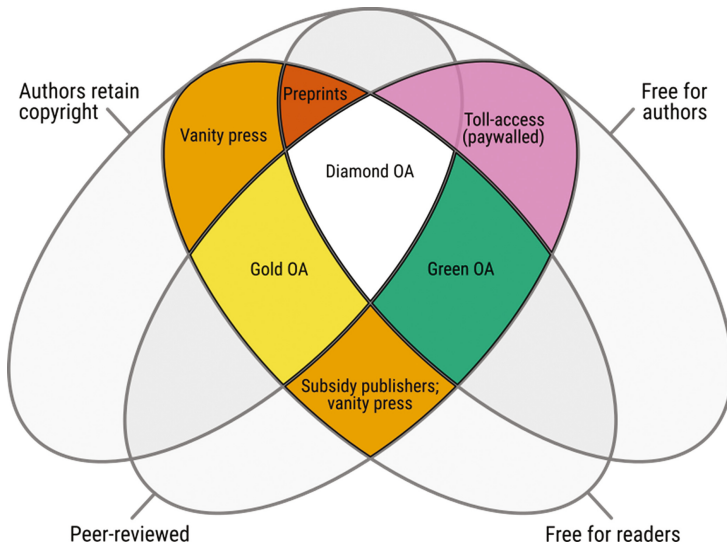 Authors retain
copyright
Free for
authors
Preprints
Vanity press
Toll-access
(paywalled)
Diamond OA
Gold OA
Green OA
Subsidy publishers;
vanity press
Peer-reviewed
Free for readers